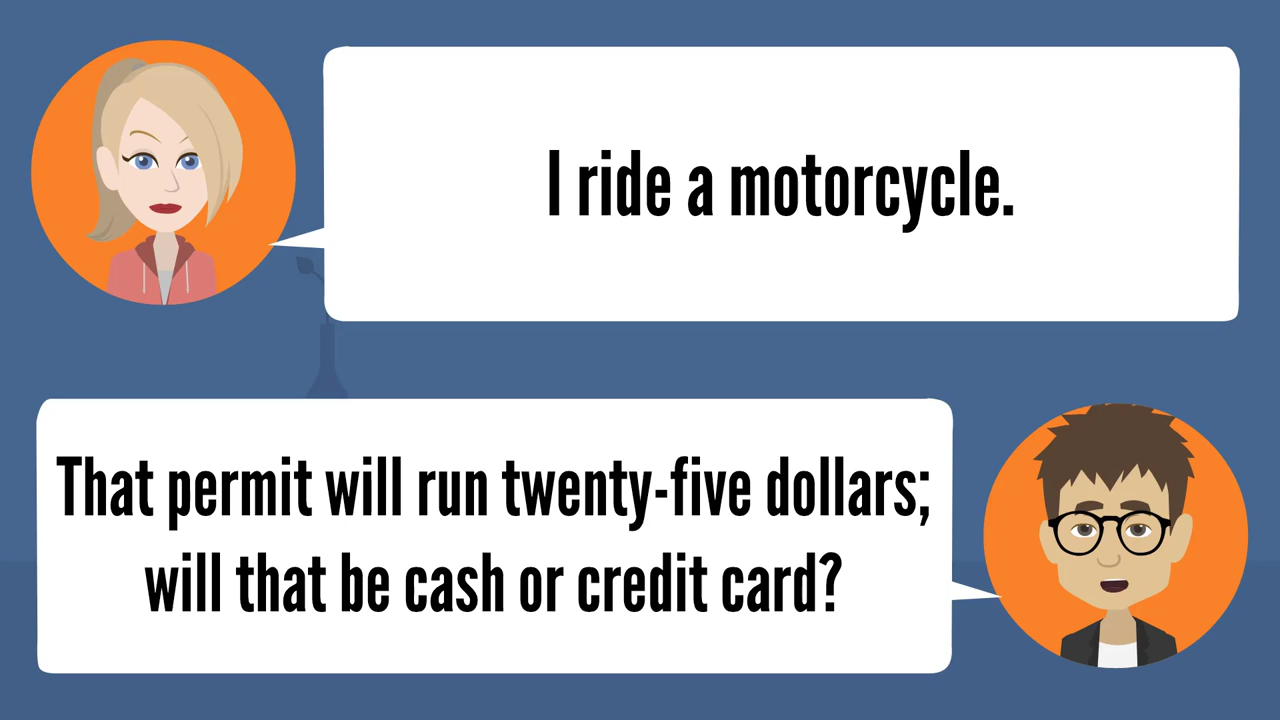 I ride a motorcycle.
That permit will run twenty-five dollars;
will that be cash or credit card?